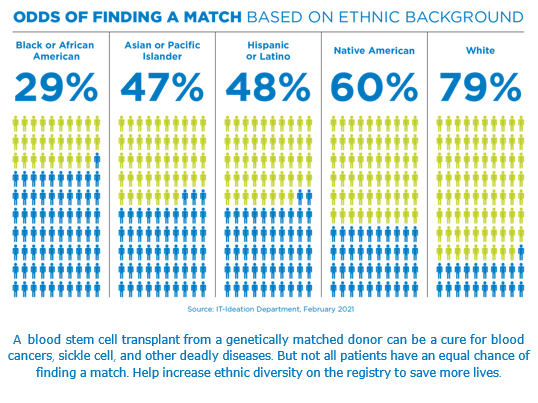 ODDS OF FINDING A MATCH BASED ON ETHNIC BACKGROUND
Black or African
American
29%
Asian or Pacific
Islander
47%
Hispanic
or Latino
48%
Native American
60%
White
79%
Source: IT-Ideation Department, February 2021
A blood stem cell transplant from a genetically matched donor can be a cure for blood
cancers, sickle cell, and other deadly diseases. But not all patients have an equal chance of
finding a match. Help increase ethnic diversity on the registry to save more lives.